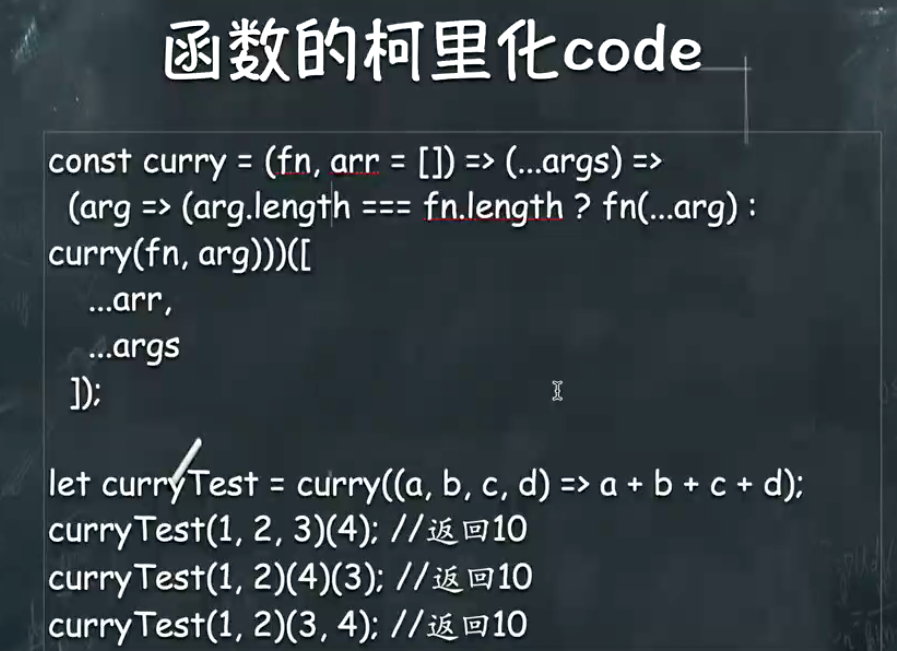 函数的柯里化code
const curry = (fn, arr = []) => (...args) =>
(arg => (arg.length === fn.length ? fn(...arg) :
curry(fn, arg)))([
...arr,
...args
]);
let curryTest = curry((a, b, c, d) => a + b + c + d);
curryTest(1, 2, 3)(4); //返回10
curryTest(1, 2)(4)(3); //返回10
curryTest(1, 2)(3, 4); //返回10